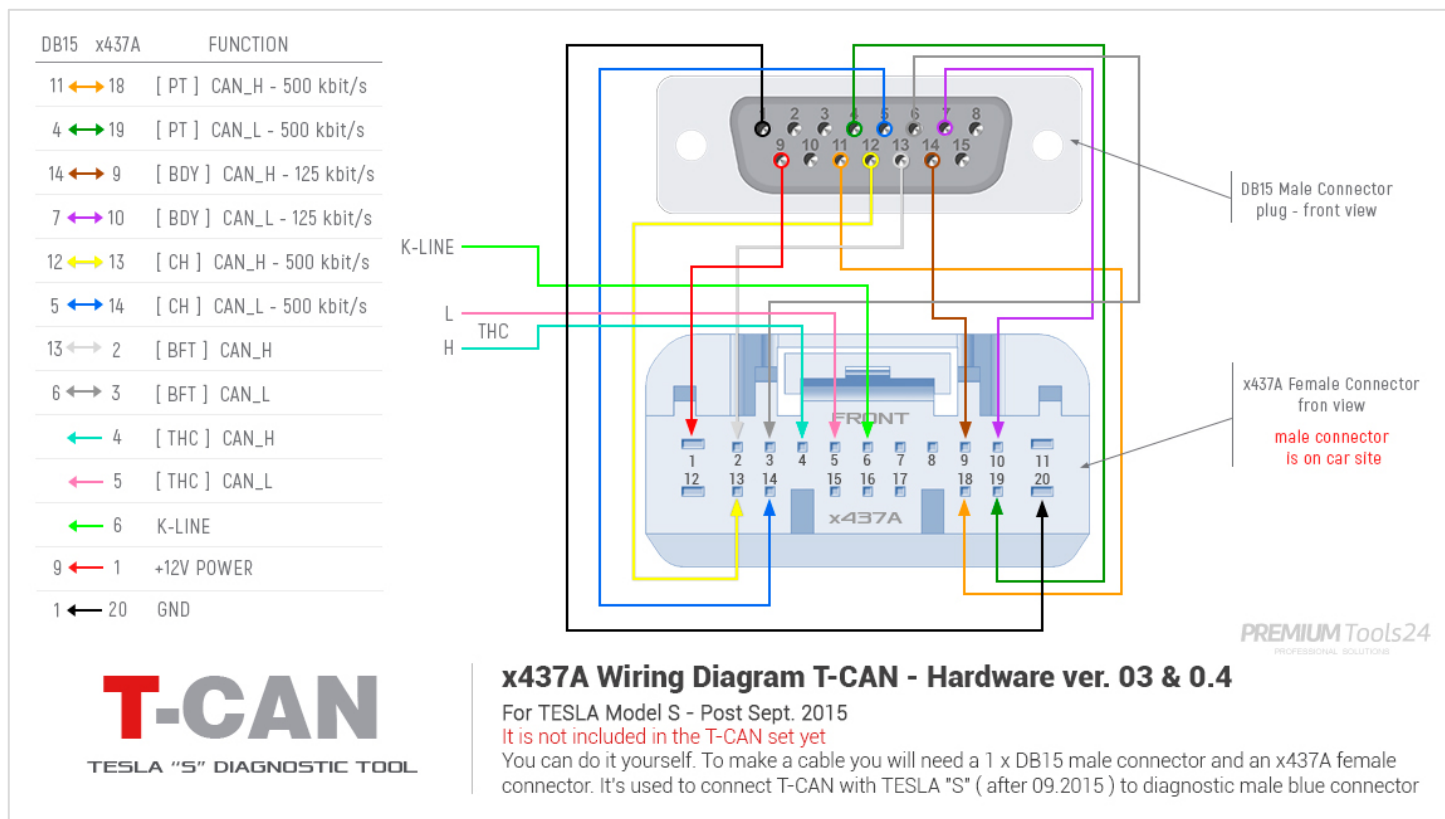 DB15 x437A FUNCTION
11 18 [ PT ] CAN_H - 500 kbit/s
4 19 [ PT ] CAN_L - 500 kbit/s
14 9 [ BDY ] CAN_H - 125 kbit/s
7 10 [ BDY ] CAN_L - 125 kbit/s
12 13 [ CH ] CAN_H - 500 kbit/s
5 14 [ CH ] CAN_L - 500 kbit/s
13 2 [ BFT ] CAN_H
6 3 [ BFT ] CAN_L
4 [ THC ] CAN_H
5 [ THC ] CAN_L
6 K-LINE
9 1 +12V POWER
1 20 GND
1 2 3 4 5 6 7 8
9 10 11 12 13 14 15
DB15 Male Connector
plug - front view
K-LINE
L
THC
H
FRONT
1 2 3 4 5 6 7 8 9 10 11
12 13 14 15 16 17 18 19 20
x437A
x437A Female Connector
fron view
male connector
is on car site
PREMIUM Tools24
PROFESSIONAL SOLUTIONS
T-CAN
TESLA "S" DIAGNOSTIC TOOL
x437A Wiring Diagram T-CAN - Hardware ver. 03 & 0.4
For TESLA Model S - Post Sept. 2015
It is not included in the T-CAN set yet
You can do it yourself. To make a cable you will need a 1 x DB15 male connector and an x437A female
connector. It's used to connect T-CAN with TESLA "S" ( after 09.2015 ) to diagnostic male blue connector